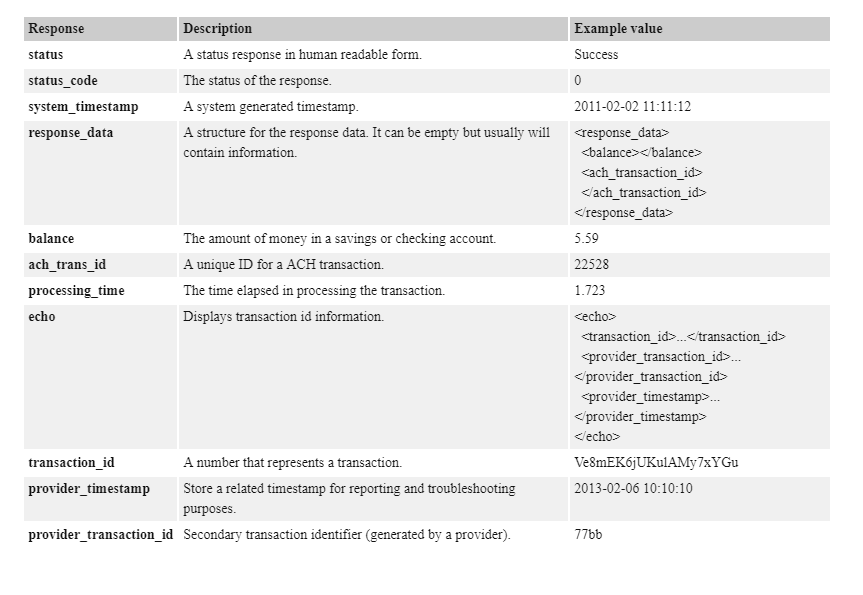 Response Description Example value
status A status response in human readable form. Success
status_code The status of the response. 0
system_timestamp A system generated timestamp. 2011-02-02 11:11:12
response_data A structure for the response data. It can be empty but usually will <response_data>
contain information. <balance></balance>
<ach_transaction_id>
</ach_transaction_id>
</response_data>
balance The amount of money in a savings or checking account. 5.59
ach_trans_id A unique ID for a ACH transaction. 22528
processing_time The time elapsed in processing the transaction. 1.723
echo Displays transaction id information. <echo>
<transaction_id>...</transaction_id>
<provider_transaction_id>...
</provider_transaction_id>
<provider_timestamp>...
</provider_timestamp>
</echo>
transaction_id A number that represents a transaction. Ve8mEK6jUKulAMy7xYGu
provider_timestamp Store a related timestamp for reporting and troubleshooting 2013-02-06 10:10:10
purposes.
provider_transaction_id Secondary transaction identifier (generated by a provider). 77bb